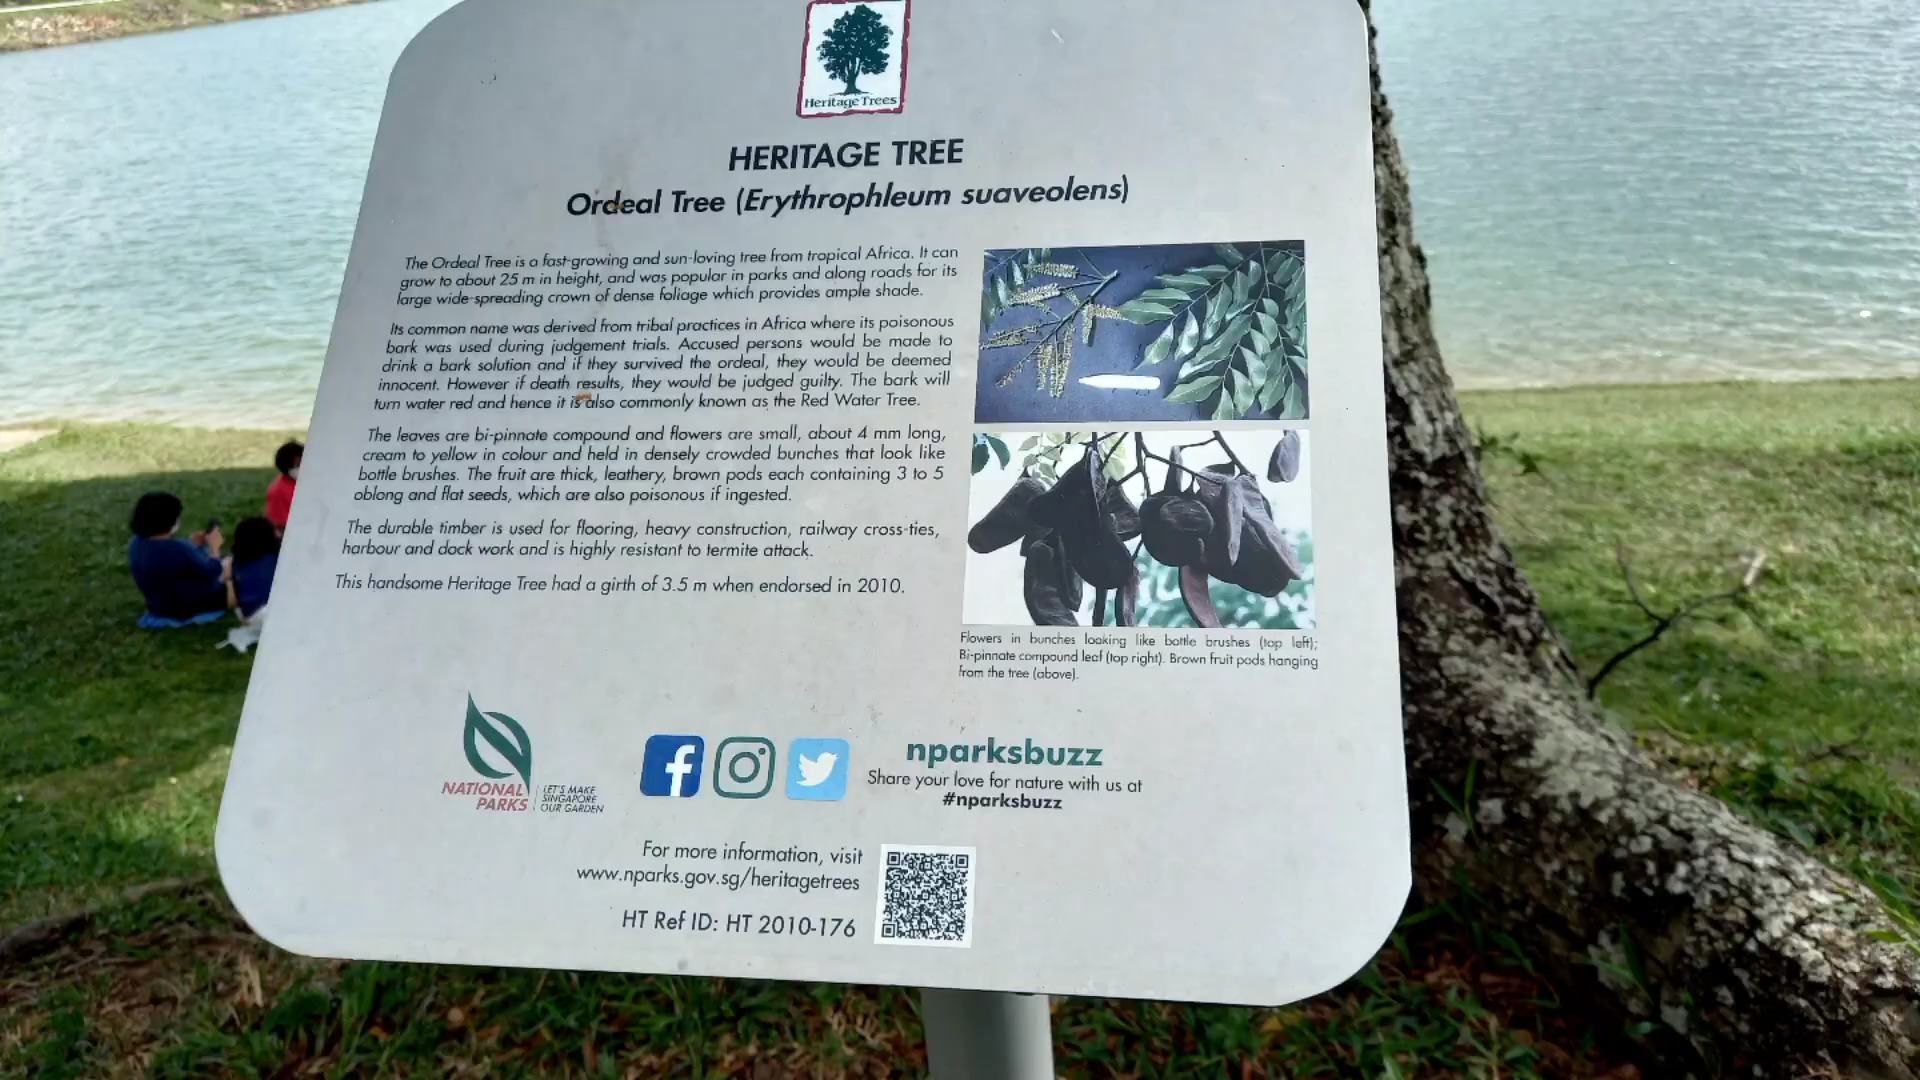 Heritage Trees
HERITAGE TREE
Ordeal Tree (Erythrophleum suaveolens)
The Ordeal Tree is a fast-growing and sun-loving tree from tropical Africa. It can
grow to about 25 m in height, and was popular in parks and along roads for its
large wide-spreading crown of dense foliage which provides ample shade.
Its common name was derived from tribal practices in Africa where its poisonous
bark was used during judgement trials. Accused persons would be made to
drink a bark solution and if they survived the ordeal, they would be deemed
innocent. However if death results, they would be judged guilty. The bark will
turn water red and hence it is also commonly known as the Red Water Tree.
The leaves are bi-pinnate compound and flowers are small, about 4 mm long,
cream to yellow in colour and held in densely crowded bunches that look like
bottle brushes. The fruit are thick, leathery, brown pods each containing 3 to 5
oblong and flat seeds, which are also poisonous if ingested.
The durable timber is used for flooring, heavy construction, railway cross-ties,
harbour and dock work and is highly resistant to termite attack.
This handsome Heritage Tree had a girth of 3.5 m when endorsed in 2010.
Flowers in bunches looking like bottle brushes (top left);
Bi-pinnate compound leaf (top right). Brown fruit pods hanging
from the tree (above).
NATIONAL
PARKS
LET'S MAKE
SINGAPORE
OUR GARDEN
nparksbuzz
Share your love for nature with us at
#nparksbuzz
For more information, visit
www.nparks.gov.sg/heritagetrees
HT Ref ID: HT 2010-176